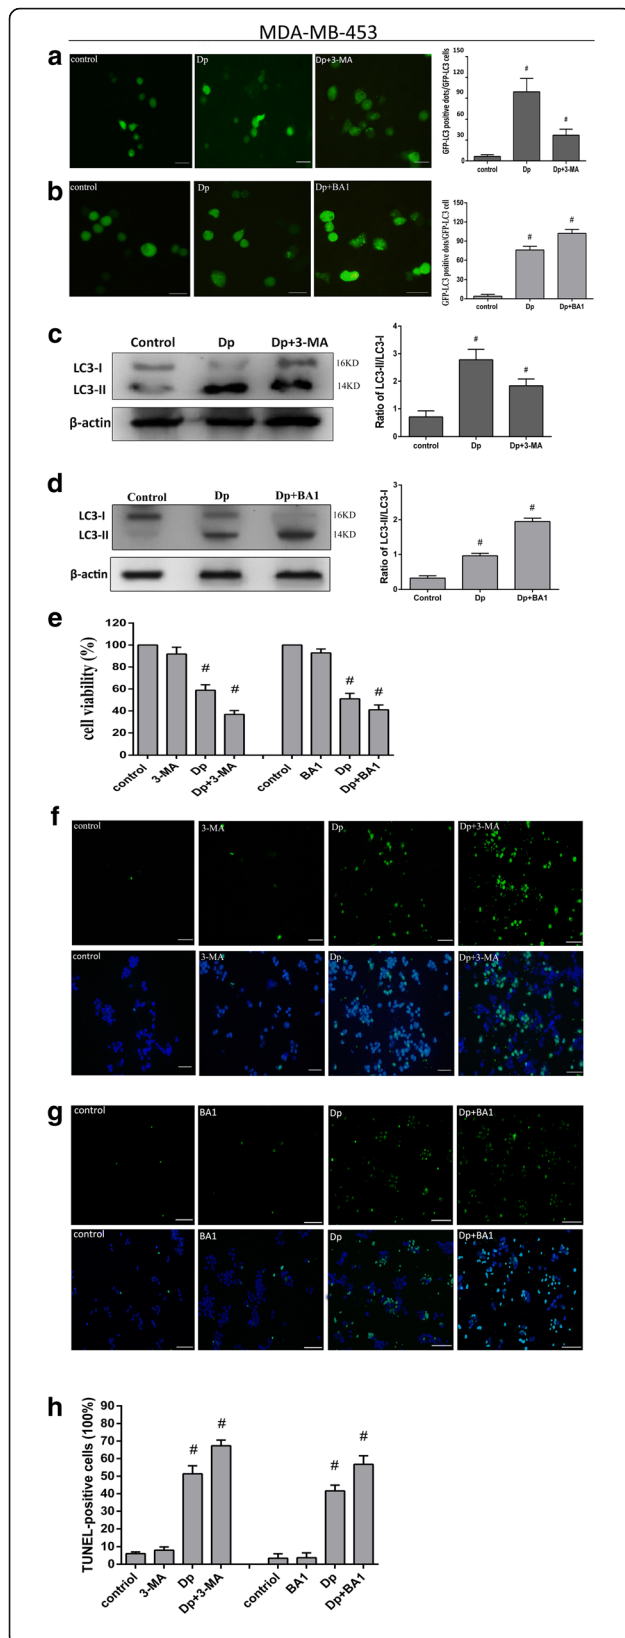 MDA-MB-453
a
control
Dp
Dp+3-MA
GFP-LC3 positive dots/GFP-LC3 cells
150
120
90
60
30
0
#
#
control
Dp
Dp+3-MA
b
control
Dp
Dp+BA1
GFP-LC3 positive dots/GFP-LC3 cell
150
120
90
60
30
0
#
#
control
Dp
Dp+BA1
c
Control
Dp
Dp+3-MA
LC3-I
16KD
LC3-II
14KD
β-actin
Ratio of LC3-II/LC3-I
4
3
2
1
0
#
#
control
Dp
Dp+3-MA
d
Control
Dp
Dp+BA1
LC3-I
16KD
LC3-II
14KD
β-actin
Ratio of LC3-II/LC3-I
3
2
1
0
#
#
Control
Dp
Dp+BA1
e
cell viability (%)
120
100
80
60
40
20
0
#
#
#
#
control
3-MA
Dp
Dp+3-MA
control
BA1
Dp
Dp+BA1
f
control
3-MA
Dp
Dp+3-MA
control
3-MA
Dp
Dp+3-MA
g
control
BA1
Dp
Dp+BA1
control
BA1
Dp
Dp+BA1
h
TUNEL-positive cells (100%)
90
80
70
60
50
40
30
20
10
0
#
#
#
#
contriol
3-MA
Dp
Dp+3-MA
contriol
BA1
Dp
Dp+BA1